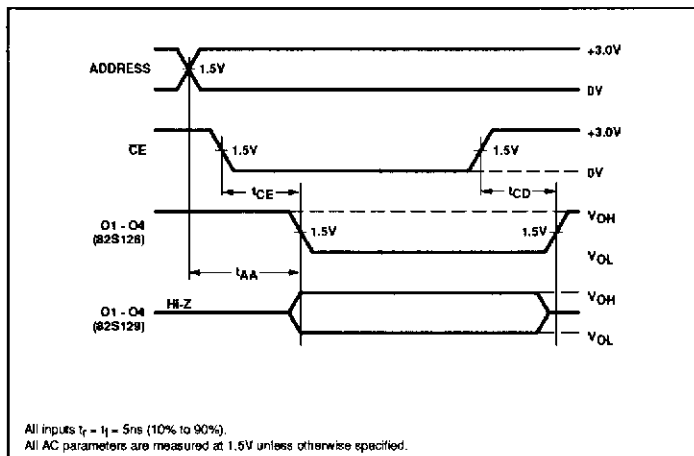 ADDRESS
1.5V
+3.0V
0V
CE
1.5V
1.5V
+3.0V
0V
tCE
tCD
O1 - O4
(82S126)
1.5V
1.5V
VOH
VOL
tAA
O1 - O4
(82S129)
Hi-Z
VOH
VOL
All inputs tr = tf = 5ns (10% to 90%).
All AC parameters are measured at 1.5V unless otherwise specified.